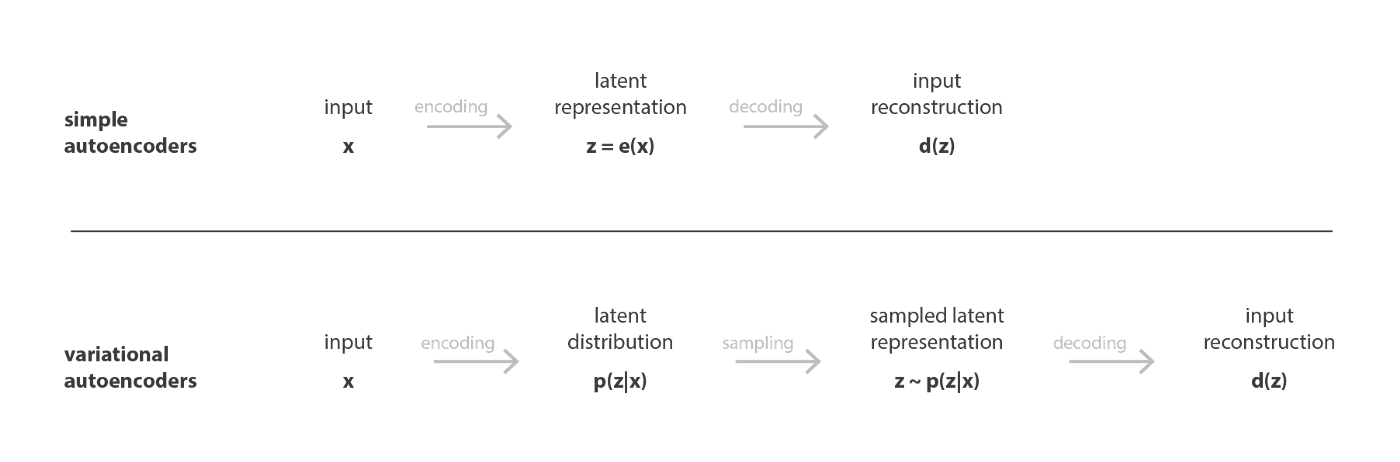 simple
autoencoders
input
x
encoding
latent
representation
z = e(x)
decoding
input
reconstruction
d(z)
variational
autoencoders
input
x
encoding
latent
distribution
p(z|x)
sampling
sampled latent
representation
z ~ p(z|x)
decoding
input
reconstruction
d(z)